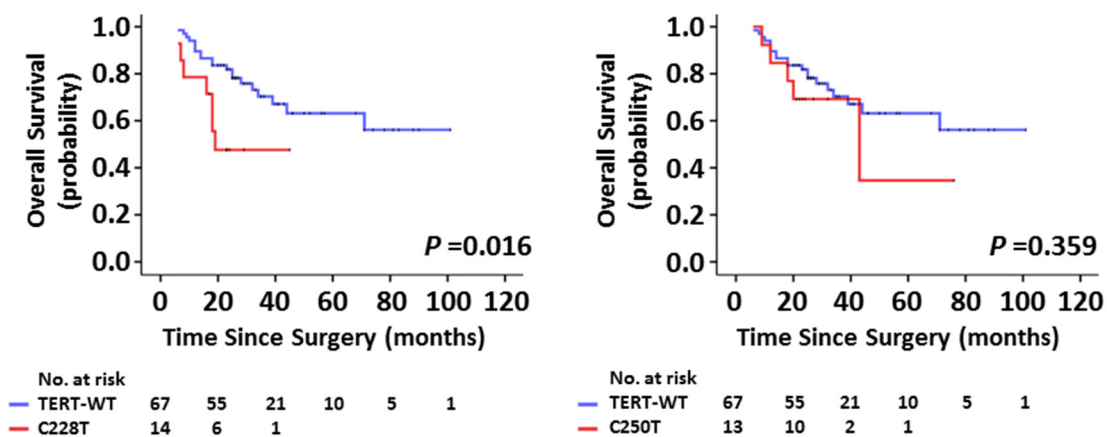 Overall Survival
(probability)
1.0
0.8
0.6
0.4
0.2
0.0
P =0.016
0 20 40 60 80 100 120
Time Since Surgery (months)
No. at risk
TERT-WT 67 55 21 10 5 1
C228T 14 6 1
Overall Survival
(probability)
1.0
0.8
0.6
0.4
0.2
0.0
P =0.359
0 20 40 60 80 100 120
Time Since Surgery (months)
No. at risk
TERT-WT 67 55 21 10 5 1
C250T 13 10 2 1